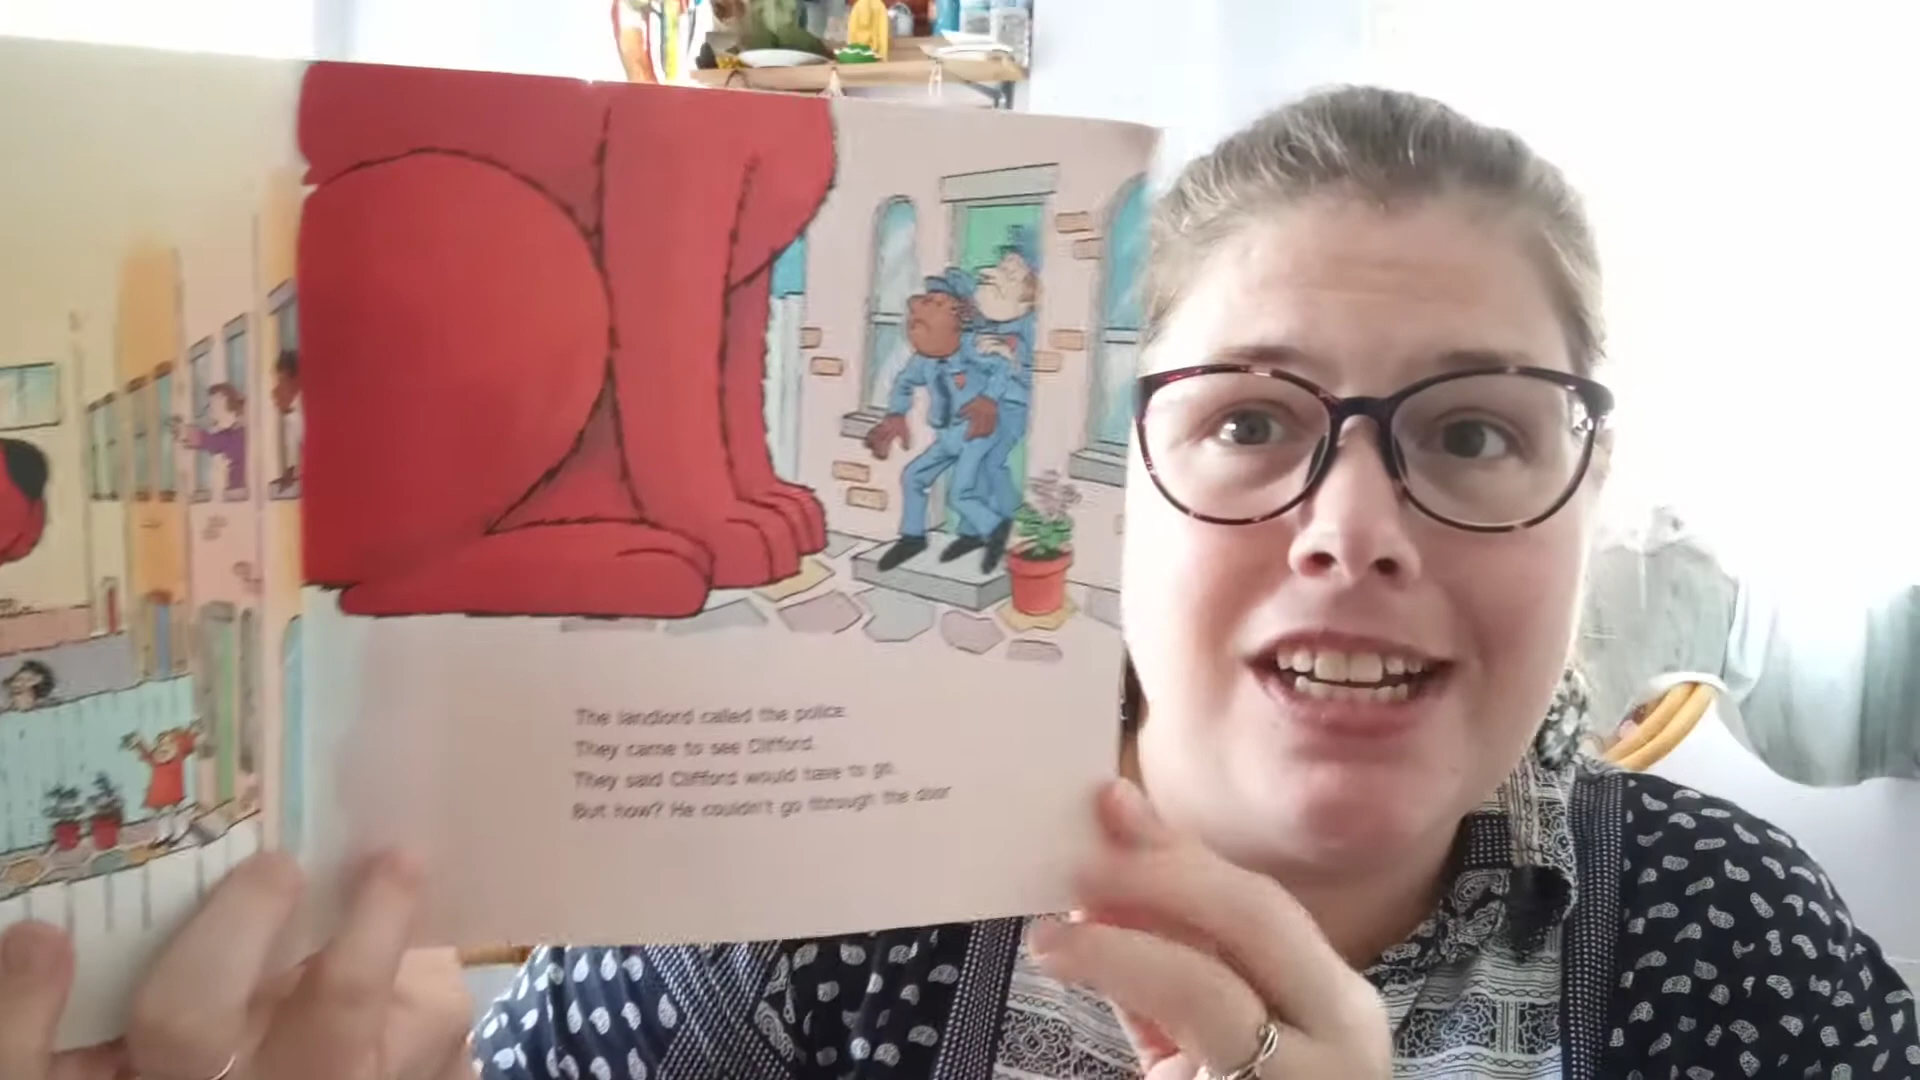 The landlord called the police.
They came to see Clifford.
They said Clifford would have to go.
But how? He couldn't go through the door